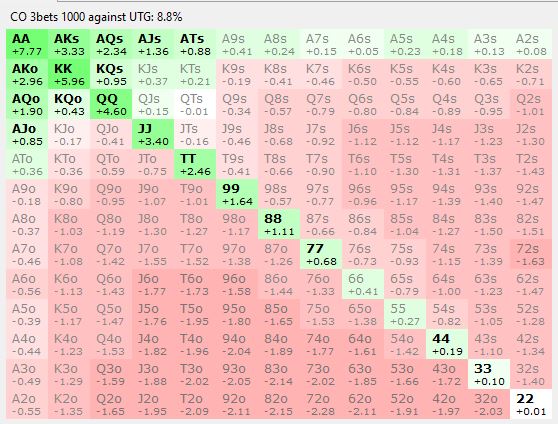 CO 3bets 1000 against UTG: 8.8%
AA AKs AQs AJs ATs A9s A8s A7s A6s A5s A4s A3s A2s
+7.77 +3.33 +2.34 +1.36 +0.88 +0.41 +0.24 +0.15 +0.05 +0.23 +0.18 +0.13 +0.08
AKo KK KQs KJs KTs K9s K8s K7s K6s K5s K4s K3s K2s
+2.96 +5.96 +0.95 +0.37 +0.21 -0.19 -0.41 -0.46 -0.50 -0.55 -0.60 -0.65 -0.71
AQo KQo QQ QJs QTs Q9s Q8s Q7s Q6s Q5s Q4s Q3s Q2s
+1.90 +0.43 +4.60 +0.15 -0.01 -0.34 -0.57 -0.79 -0.80 -0.84 -0.89 -0.95 -1.01
AJo KJo QJo JJ JTs J9s J8s J7s J6s J5s J4s J3s J2s
+0.85 -0.17 -0.41 +3.40 -0.16 -0.46 -0.68 -0.92 -1.12 -1.12 -1.17 -1.23 -1.30
ATo KTo QTo JTo TT T9s T8s T7s T6s T5s T4s T3s T2s
+0.36 -0.36 -0.59 -0.75 +2.46 -0.41 -0.66 -0.90 -1.10 -1.30 -1.31 -1.37 -1.43
A9o K9o Q9o J9o T9o 99 98s 97s 96s 95s 94s 93s 92s
-0.18 -0.80 -0.95 -1.07 -1.01 +1.64 -0.57 -0.77 -0.96 -1.17 -1.39 -1.40 -1.47
A8o K8o Q8o J8o T8o 98o 88 87s 86s 85s 84s 83s 82s
-0.37 -1.03 -1.19 -1.30 -1.27 -1.17 +1.11 -0.66 -0.84 -1.04 -1.27 -1.50 -1.51
A7o K7o Q7o J7o T7o 97o 87o 77 76s 75s 74s 73s 72s
-0.46 -1.08 -1.42 -1.55 -1.52 -1.38 -1.26 +0.68 -0.73 -0.93 -1.15 -1.39 -1.63
A6o K6o Q6o J6o T6o 96o 86o 76o 66 65s 64s 63s 62s
-0.56 -1.13 -1.43 -1.77 -1.73 -1.58 -1.44 -1.33 +0.41 -0.79 -1.00 -1.23 -1.47
A5o K5o Q5o J5o T5o 95o 85o 75o 65o 55 54s 53s 52s
-0.39 -1.17 -1.47 -1.76 -1.95 -1.80 -1.65 -1.53 -1.38 +0.27 -0.82 -1.05 -1.28
A4o K4o Q4o J4o T4o 94o 84o 74o 64o 54o 44 43s 42s
-0.44 -1.23 -1.53 -1.82 -1.96 -2.04 -1.89 -1.77 -1.61 -1.42 +0.19 -1.10 -1.34
A3o K3o Q3o J3o T3o 93o 83o 73o 63o 53o 43o 33 32s
-0.49 -1.29 -1.59 -1.88 -2.02 -2.05 -2.14 -2.02 -1.85 -1.66 -1.72 +0.10 -1.40
A2o K2o Q2o J2o T2o 92o 82o 72o 62o 52o 42o 32o 22
-0.55 -1.35 -1.65 -1.95 -2.09 -2.11 -2.15 -2.28 -2.11 -1.91 -1.97 -2.03 +0.01